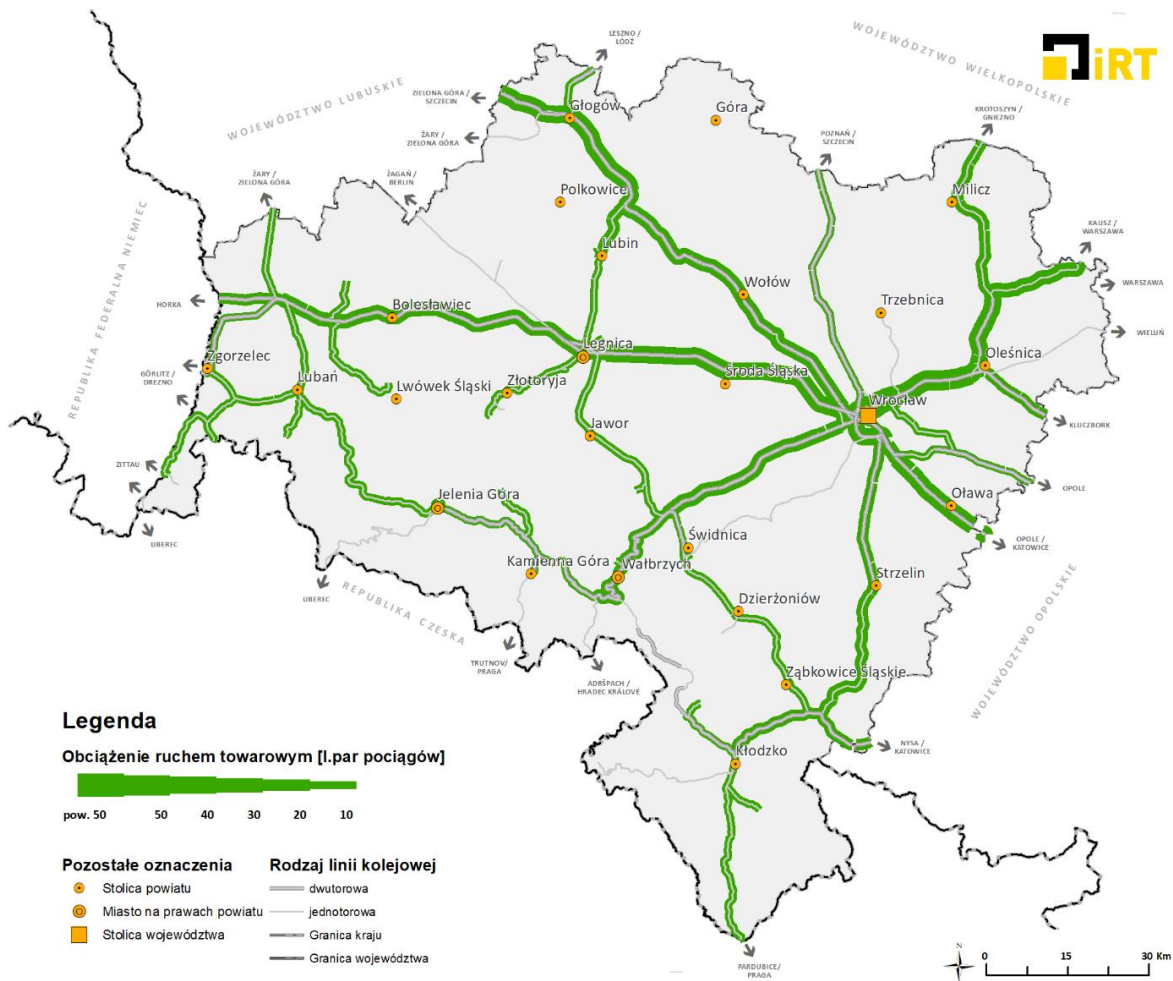 LESZNO /
ŁÓDŹ
WOJEWÓDZTWO WIELKOPOLSKIE
iRT
ZIELONA GÓRA /
SZCZECIN
WOJEWÓDZTWO LUBUSKIE
Głogów
Góra
KROTOSZYN /
GNIEZNO
ŻARY /
ZIELONA GÓRA
POZNAŃ /
SZCZECIN
ŻARY /
ZIELONA GÓRA
ŻAGAŃ /
BERLIN
Polkowice
Milicz
REPUBLIKA FEDERALNA NIEMIEC
KALISZ /
WARSZAWA
Lubin
WARSZAWA
HORKA
Bolesławiec
Wołów
Trzebnica
WIELUŃ
Legnica
Zgorzelec
GÖRLITZ /
DREZNO
Lubań
Lwówek Śląski
Złotoryja
Środa Śląska
Oleśnica
Wrocław
KLUCZBORK
Jawor
ZITTAU
OPOLE
Jelenia Góra
Oława
LIBEREC
Świdnica
OPOLE /
KATOWICE
Kamienna Góra
Wałbrzych
Strzelin
LIBEREC
REPUBLIKA CZESKA
Dzierżoniów
WOJEWÓDZTWO OPOLSKIE
TRUTNOV/
PRAGA
ADRŠPACH /
HRADEC KRÁLOVÉ
Ząbkowice Śląskie
NYSA /
KATOWICE
Kłodzko
PARDUBICE/
PRAGA
Legenda
Obciążenie ruchem towarowym [l.par pociągów]
pow. 50 50 40 30 20 10
Pozostałe oznaczenia
Stolica powiatu
Miasto na prawach powiatu
Stolica województwa
Rodzaj linii kolejowej
dwutorowa
jednotorowa
Granica kraju
Granica województwa
N
0 15 30 Km